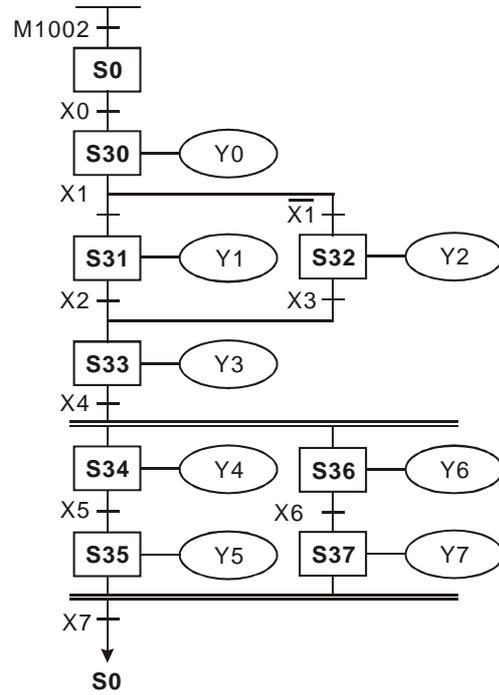 M1002
S0
X0
S30 Y0
X1 X̅1̅
S31 Y1 S32 Y2
X2 X3
S33 Y3
X4
S34 Y4 S36 Y6
X5 X6
S35 Y5 S37 Y7
X7
S0